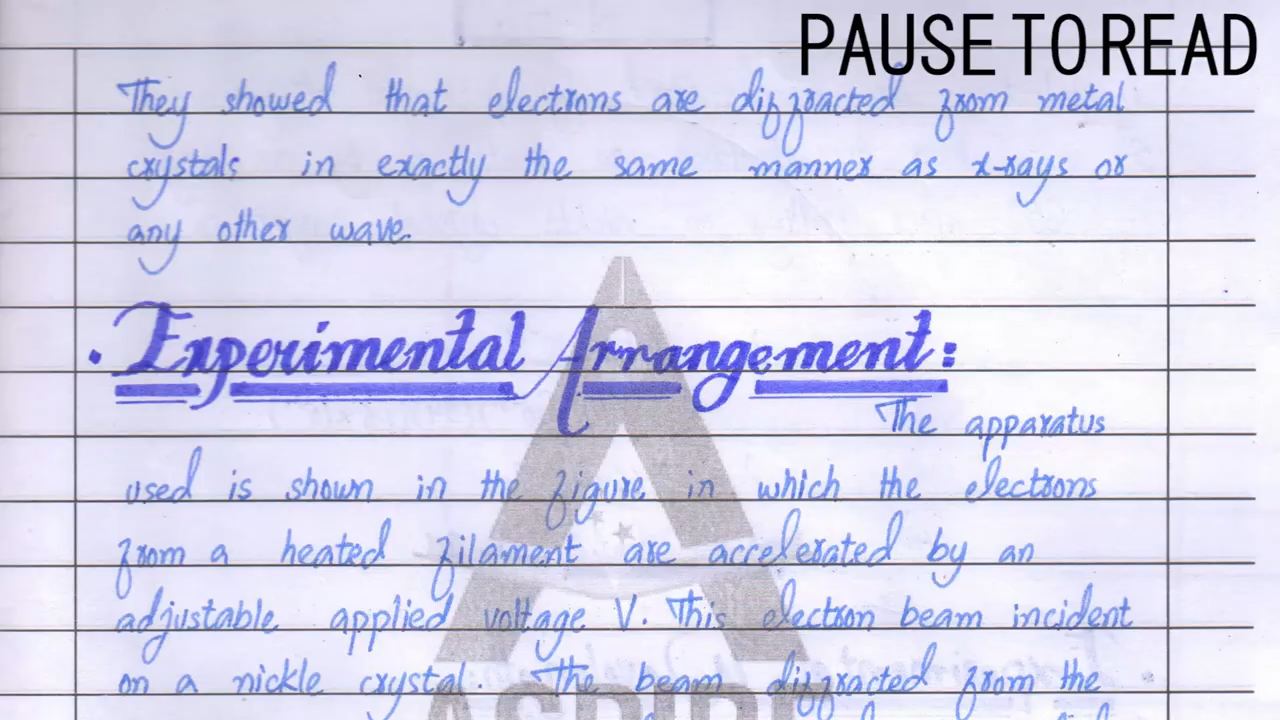 PAUSE TO READ
They showed that electrons are diffracted from metal
crystals in exactly the same manner as x-rays or
any other wave.
. Experimental Arrangement:
The apparatus
used is shown in the figure in which the electrons
from a heated filament are accelerated by an
adjustable applied voltage V. This electron beam incident
on a nickle crystal. The beam diffracted from the
ASPIRE